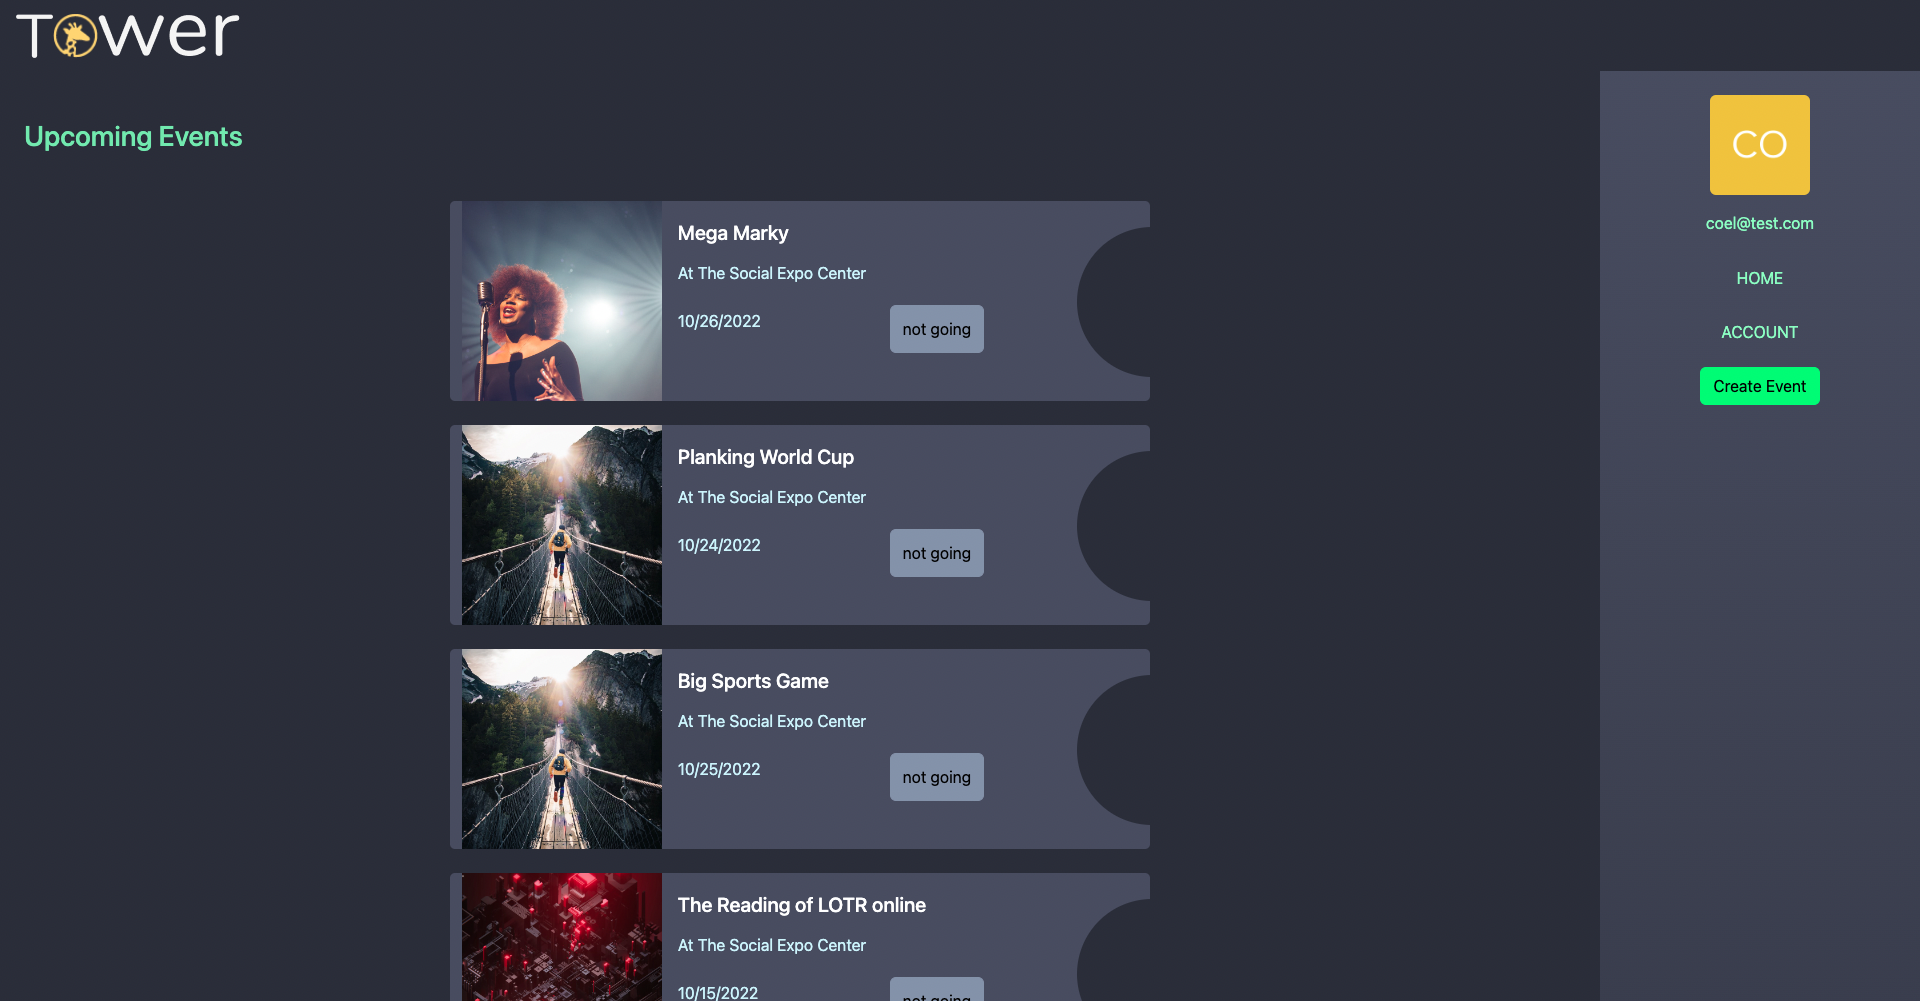 Tower
Upcoming Events
Mega Marky
At The Social Expo Center
10/26/2022
not going
Planking World Cup
At The Social Expo Center
10/24/2022
not going
Big Sports Game
At The Social Expo Center
10/25/2022
not going
The Reading of LOTR online
At The Social Expo Center
10/15/2022
not going
CO
coel@test.com
HOME
ACCOUNT
Create Event